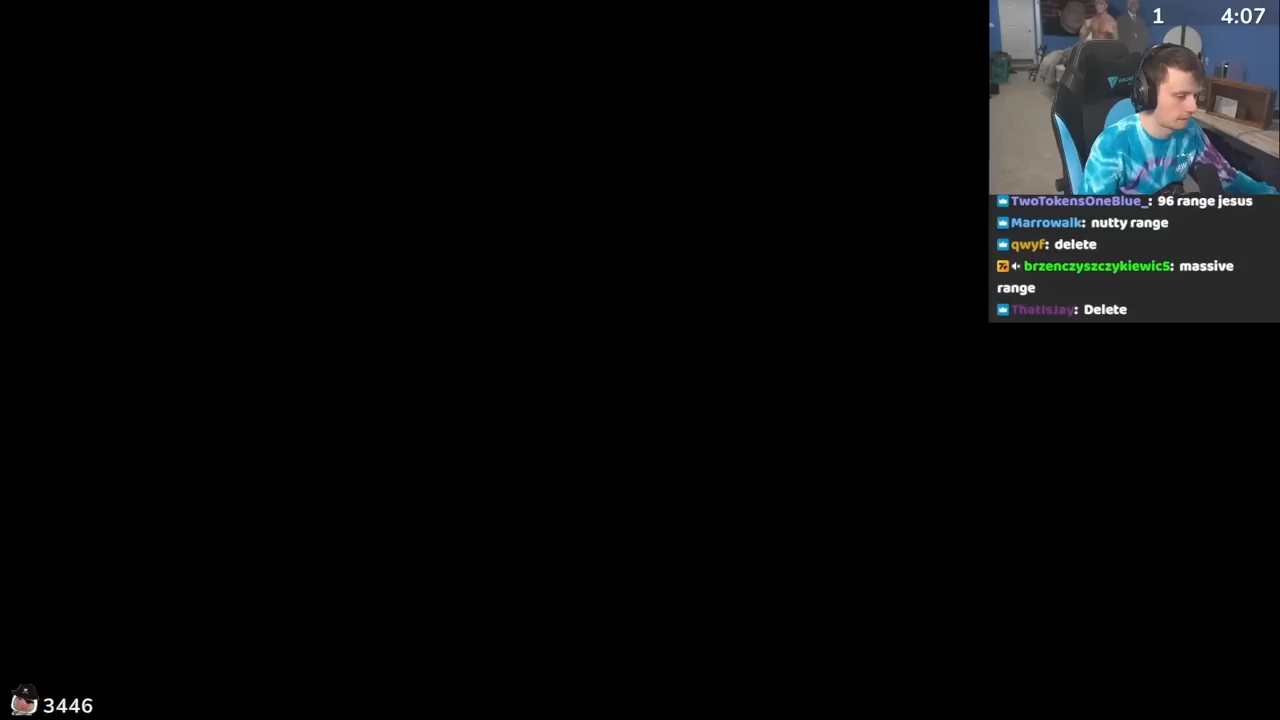 1 4:07
TwoTokensOneBlue_: 96 range jesus
Marrowalk: nutty range
qwyf: delete
brzenczyszczykiewic5: massive
range
ThatIsJay: Delete
3446